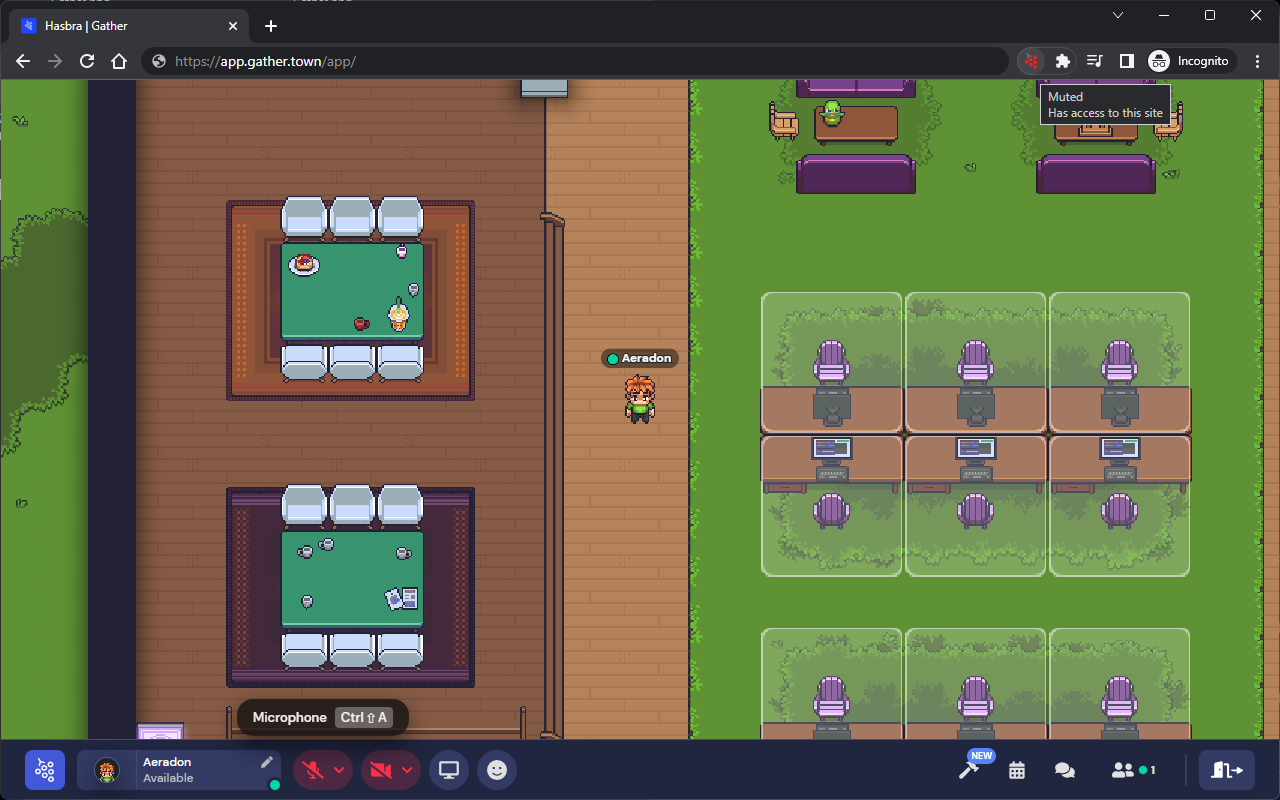 Hasbra | Gather
https://app.gather.town/app/
Incognito
Muted
Has access to this site
Aeradon
Microphone Ctrl⇧A
Aeradon
Available
NEW
1